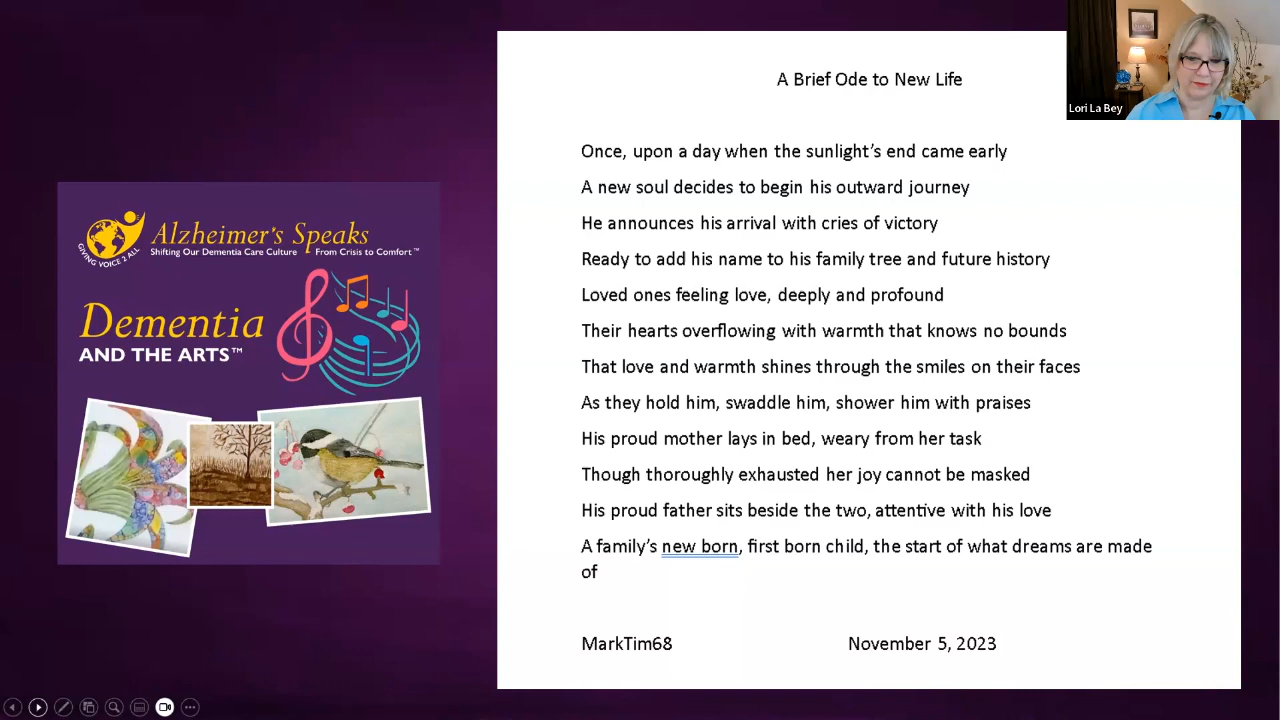 A Brief Ode to New Life
Lori La Bey
Once, upon a day when the sunlight’s end came early
A new soul decides to begin his outward journey
He announces his arrival with cries of victory
Ready to add his name to his family tree and future history
Loved ones feeling love, deeply and profound
Their hearts overflowing with warmth that knows no bounds
That love and warmth shines through the smiles on their faces
As they hold him, swaddle him, shower him with praises
His proud mother lays in bed, weary from her task
Though thoroughly exhausted her joy cannot be masked
His proud father sits beside the two, attentive with his love
A family’s new born, first born child, the start of what dreams are made
of
MarkTim68 November 5, 2023
GIVING VOICE 2 ALL
Alzheimer's Speaks
Shifting Our Dementia Care Culture From Crisis to Comfort™
Dementia
AND THE ARTS™